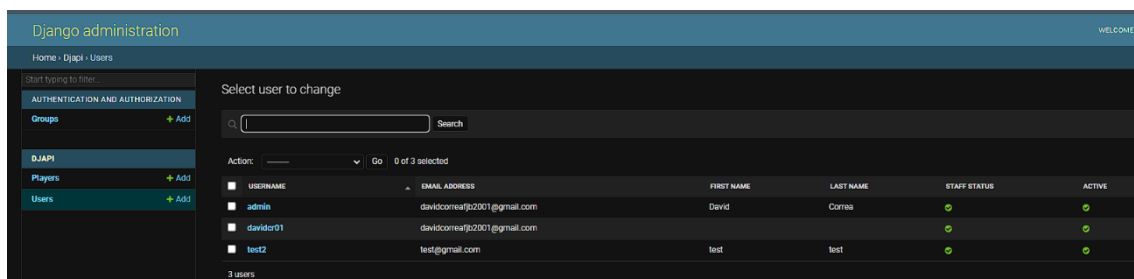 Django administration
WELCOME
Home › Djapi › Users
Start typing to filter...
AUTHENTICATION AND AUTHORIZATION
Groups + Add
DJAPI
Players + Add
Users + Add
Select user to change
Search
Action: --------- Go 0 of 3 selected
USERNAME EMAIL ADDRESS FIRST NAME LAST NAME STAFF STATUS ACTIVE
admin davidcorreafjb2001@gmail.com David Correa
davidcr01 davidcorreafjb2001@gmail.com
test2 test@gmail.com test test
3 users